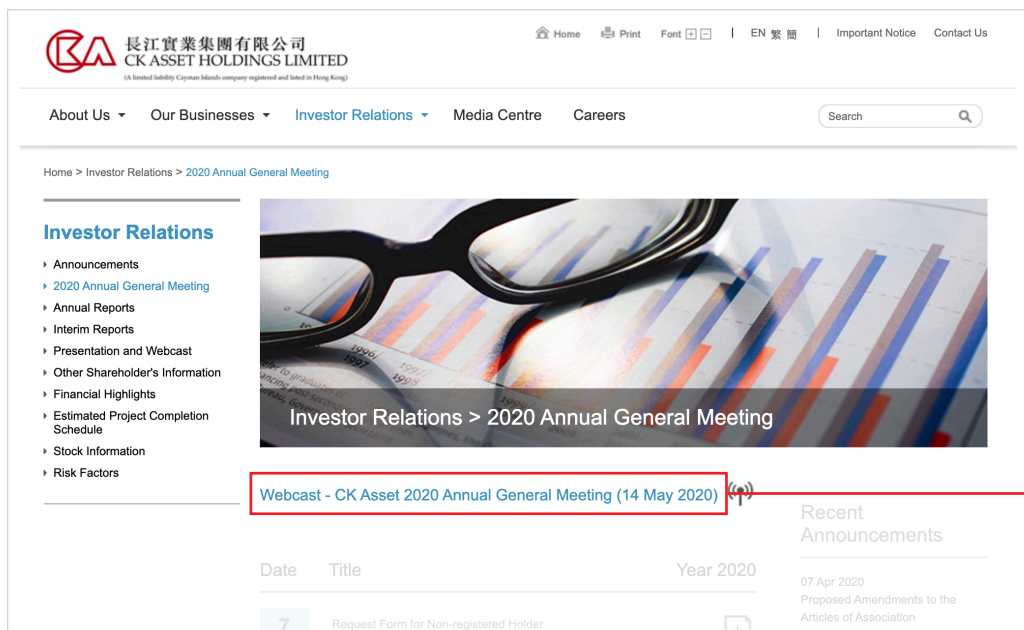 長江實業集團有限公司
CK ASSET HOLDINGS LIMITED
(A limited liability Cayman Islands company registered and listed in Hong Kong)
Home Print Font + − | EN 繁 簡 | Important Notice Contact Us
About Us Our Businesses Investor Relations Media Centre Careers
Search
Home > Investor Relations > 2020 Annual General Meeting
Investor Relations
Announcements
2020 Annual General Meeting
Annual Reports
Interim Reports
Presentation and Webcast
Other Shareholder's Information
Financial Highlights
Estimated Project Completion
Schedule
Stock Information
Risk Factors
1996/
1997
1997/
1998
Investor Relations > 2020 Annual General Meeting
Webcast - CK Asset 2020 Annual General Meeting (14 May 2020)
Recent
Announcements
Date Title Year 2020
07 Apr 2020
Proposed Amendments to the
Articles of Association
7 Request Form for Non-registered Holder